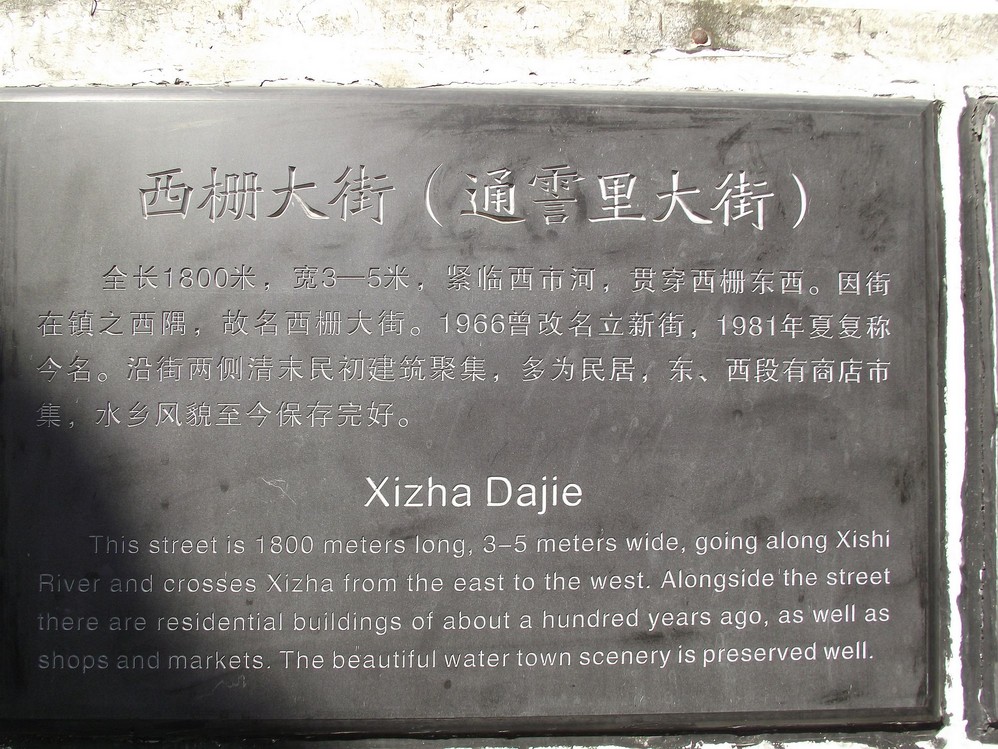 西栅大街（通霅里大街）
全长1800米，宽3—5米，紧临西市河，贯穿西栅东西。因街
在镇之西隅，故名西栅大街。1966曾改名立新街，1981年夏复称
今名。沿街两侧清末民初建筑聚集，多为民居，东、西段有商店市
集，水乡风貌至今保存完好。
Xizha Dajie
This street is 1800 meters long, 3–5 meters wide, going along Xishi
River and crosses Xizha from the east to the west. Alongside the street
there are residential buildings of about a hundred years ago, as well as
shops and markets. The beautiful water town scenery is preserved well.